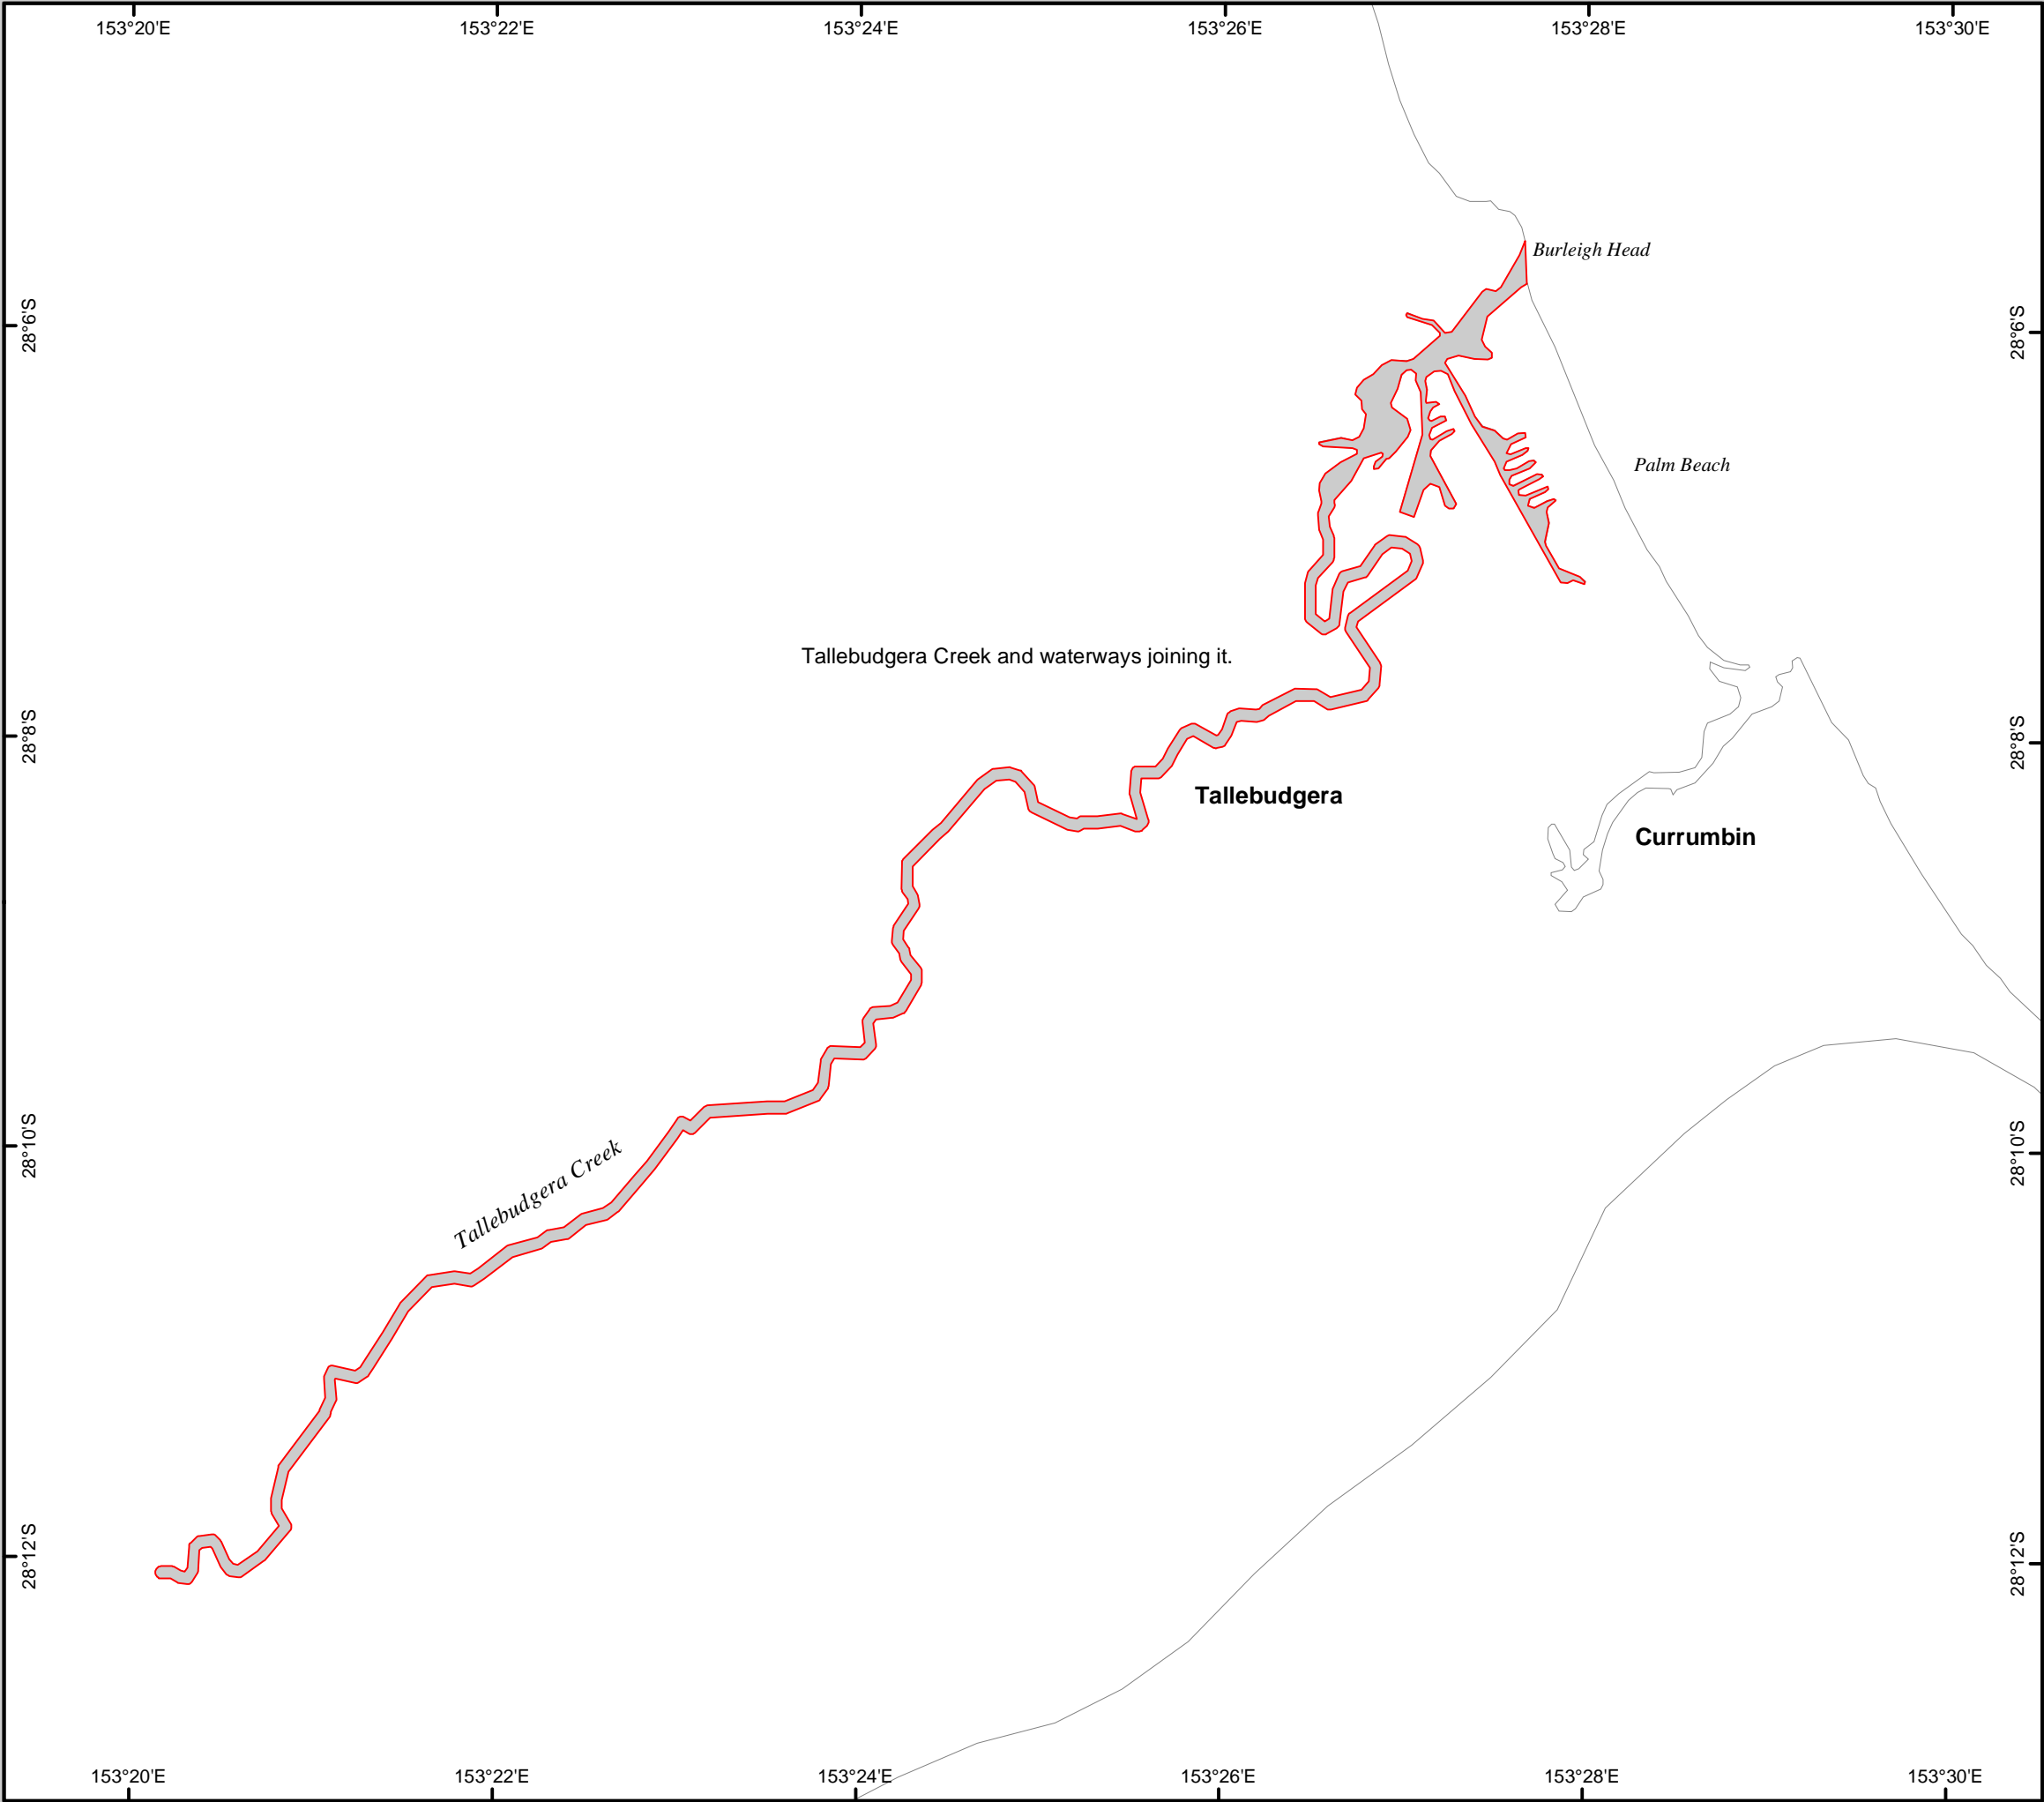 153°20'E
153°22'E
153°24'E
153°26'E
153°28'E
153°30'E
Burleigh Head
28°6'S
28°6'S
Palm Beach
Tallebudgera Creek and waterways joining it.
28°8'S
28°8'S
Tallebudgera
Currumbin
28°10'S
28°10'S
Tallebudgera Creek
28°12'S
28°12'S
153°20'E
153°22'E
153°24'E
153°26'E
153°28'E
153°30'E